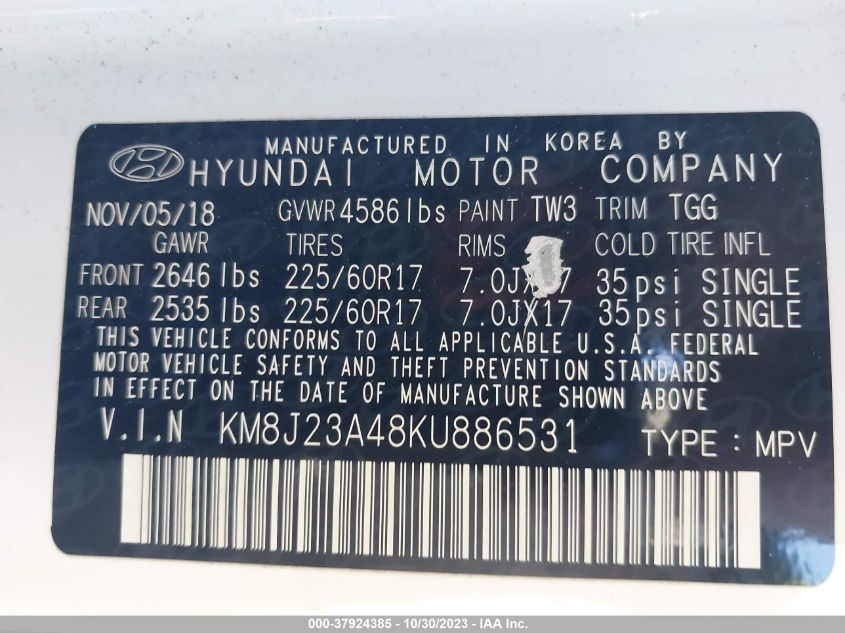 MANUFACTURED IN KOREA BY
HYUNDAI MOTOR COMPANY
NOV/05/18 GVWR 4586 lbs PAINT TW3 TRIM TGG
GAWR TIRES RIMS COLD TIRE INFL
FRONT 2646 lbs 225/60R17 7.0JX17 35psi SINGLE
REAR 2535 lbs 225/60R17 7.0JX17 35psi SINGLE
THIS VEHICLE CONFORMS TO ALL APPLICABLE U.S.A. FEDERAL
MOTOR VEHICLE SAFETY AND THEFT PREVENTION STANDARDS
IN EFFECT ON THE DATE OF MANUFACTURE SHOWN ABOVE
V.I.N KM8J23A48KU886531 TYPE : MPV
000-37924385 - 10/30/2023 - IAA Inc.